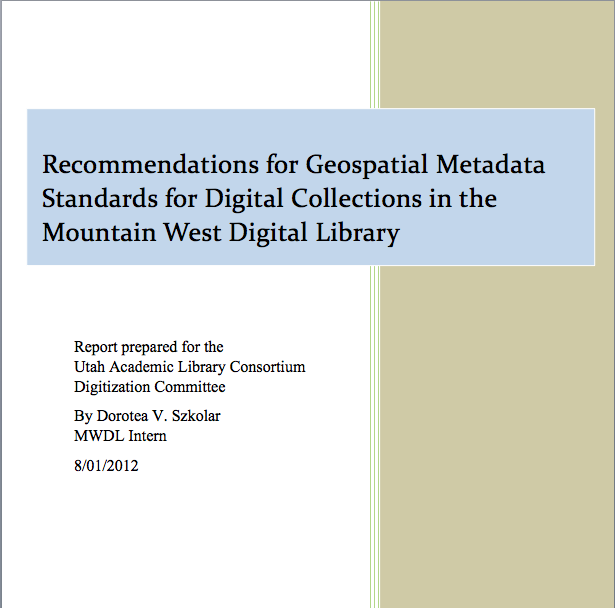 Recommendations for Geospatial Metadata
Standards for Digital Collections in the
Mountain West Digital Library
Report prepared for the
Utah Academic Library Consortium
Digitization Committee
By Dorotea V. Szkolar
MWDL Intern
8/01/2012